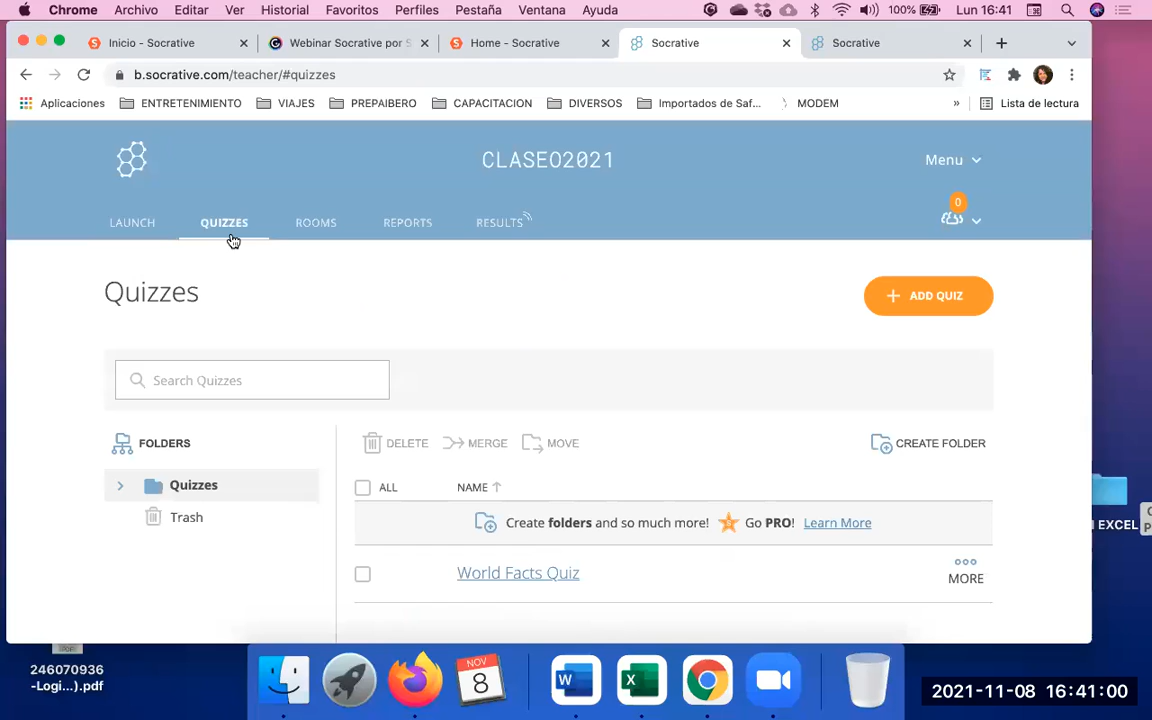 Chrome Archivo Editar Ver Historial Favoritos Perfiles Pestaña Ventana Ayuda 100% Lun 16:41
Inicio - Socrative
Webinar Socrative por S
Home - Socrative
Socrative
Socrative
b.socrative.com/teacher/#quizzes
Aplicaciones ENTRETENIMIENTO VIAJES PREPAIBERO CAPACITACION DIVERSOS Importados de Saf... MODEM » Lista de lectura
CLASEO2021
Menu
0
LAUNCH QUIZZES ROOMS REPORTS RESULTS
Quizzes
ADD QUIZ
Search Quizzes
FOLDERS
DELETE MERGE MOVE CREATE FOLDER
Quizzes
ALL NAME
Trash
Create folders and so much more! Go PRO! Learn More
World Facts Quiz
MORE
EXCEL
246070936
-Logi...).pdf
NOV
8
2021-11-08 16:41:00